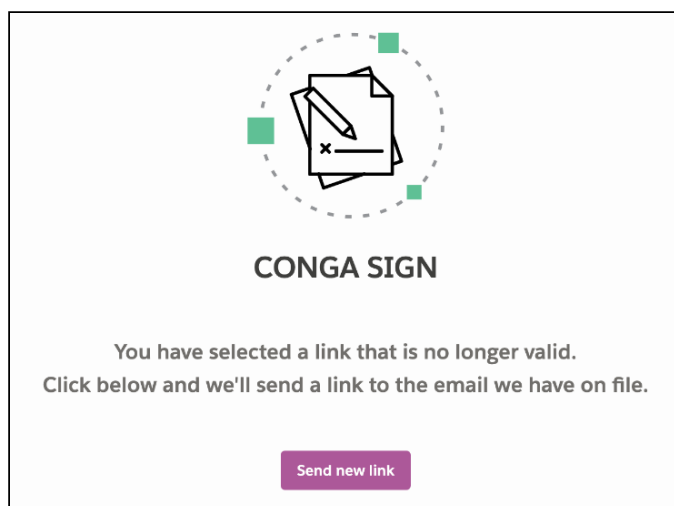 CONGA SIGN
You have selected a link that is no longer valid.
Click below and we'll send a link to the email we have on file.
Send new link